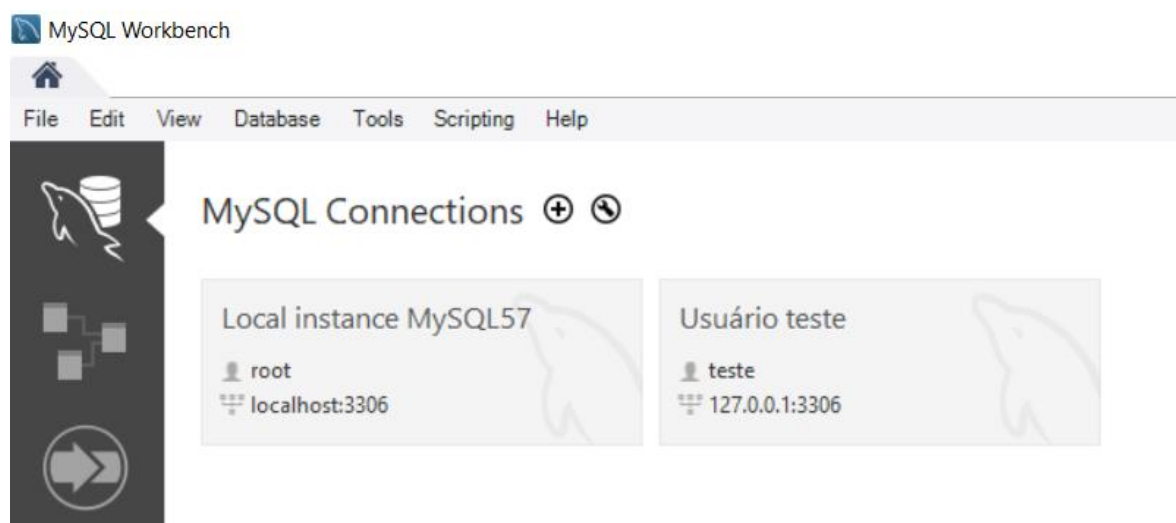 MySQL Workbench
File Edit View Database Tools Scripting Help
MySQL Connections
Local instance MySQL57
root
localhost:3306
Usuário teste
teste
127.0.0.1:3306